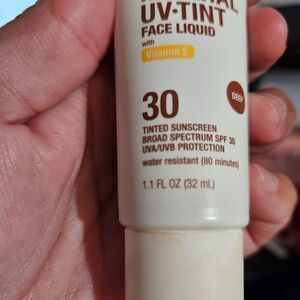 UV-TINT
FACE LIQUID
with
Vitamin E
30
DEEP
TINTED SUNSCREEN
BROAD SPECTRUM SPF 30
UVA/UVB PROTECTION
water resistant (80 minutes)
1.1 FL OZ (32 mL)